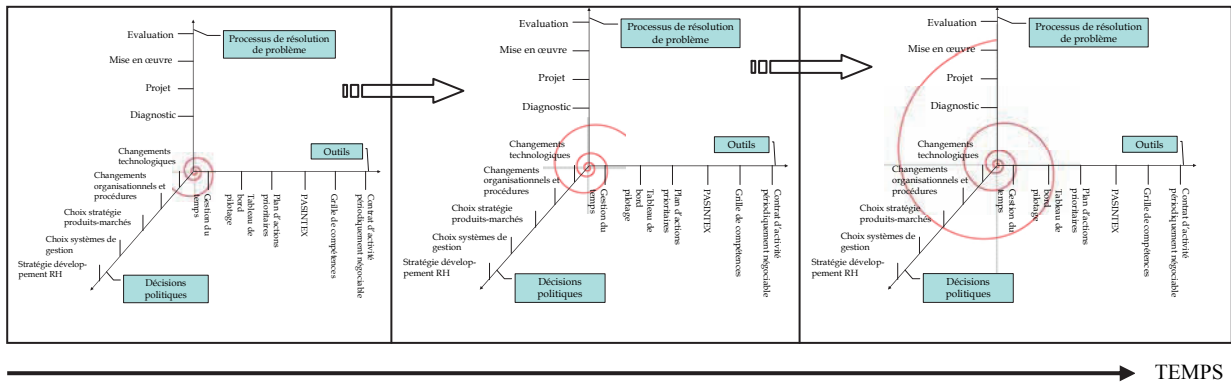 Evaluation
Processus de résolution
de problème
Mise en œuvre
Projet
Diagnostic
Changements
technologiques
Outils
Changements
organisationnels et
procédures
Choix stratégie
produits-marchés
Choix systèmes de
gestion
Stratégie dévelop-
pement RH
Décisions
politiques
Gestion du
temps
Tableau de
bord
pilotage
Plan d'actions
prioritaires
PASINTEX
Grille de compétences
Contrat d'activité
périodiquement négociable
Evaluation
Processus de résolution
de problème
Mise en œuvre
Projet
Diagnostic
Changements
technologiques
Outils
Changements
organisationnels et
procédures
Choix stratégie
produits-marchés
Choix systèmes de
gestion
Stratégie dévelop-
pement RH
Décisions
politiques
Gestion du
temps
Tableau de
bord
pilotage
Plan d'actions
prioritaires
PASINTEX
Grille de compétences
Contrat d'activité
périodiquement négociable
Evaluation
Processus de résolution
de problème
Mise en œuvre
Projet
Diagnostic
Changements
technologiques
Outils
Changements
organisationnels et
procédures
Choix stratégie
produits-marchés
Choix systèmes de
gestion
Stratégie dévelop-
pement RH
Décisions
politiques
Gestion du
temps
Tableau de
bord
pilotage
Plan d'actions
prioritaires
PASINTEX
Grille de compétences
Contrat d'activité
périodiquement négociable
TEMPS